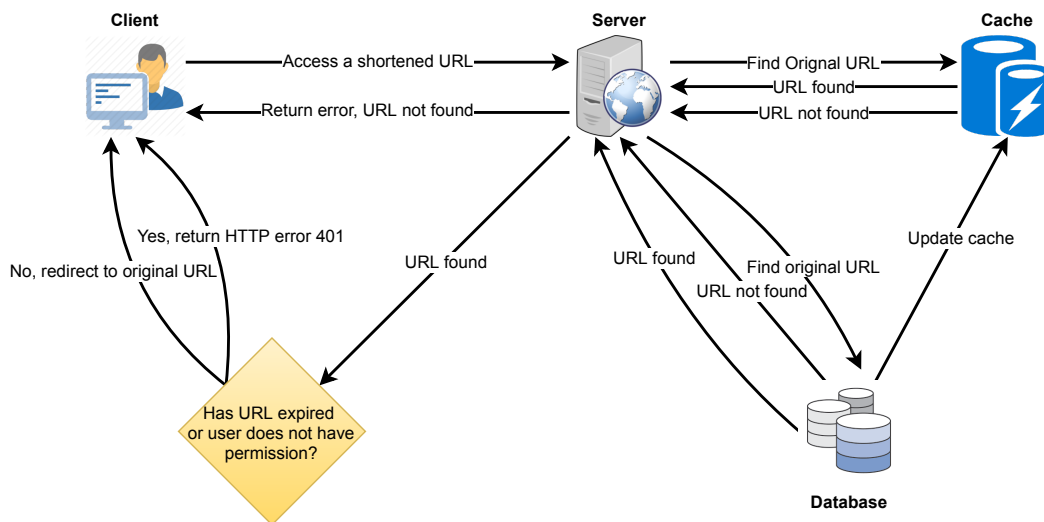 Client
Server
Cache
Access a shortened URL
Find Orignal URL
URL found
Return error, URL not found
URL not found
Yes, return HTTP error 401
No, redirect to original URL
URL found
URL found
Find original URL
URL not found
Update cache
Has URL expired
or user does not have
permission?
Database